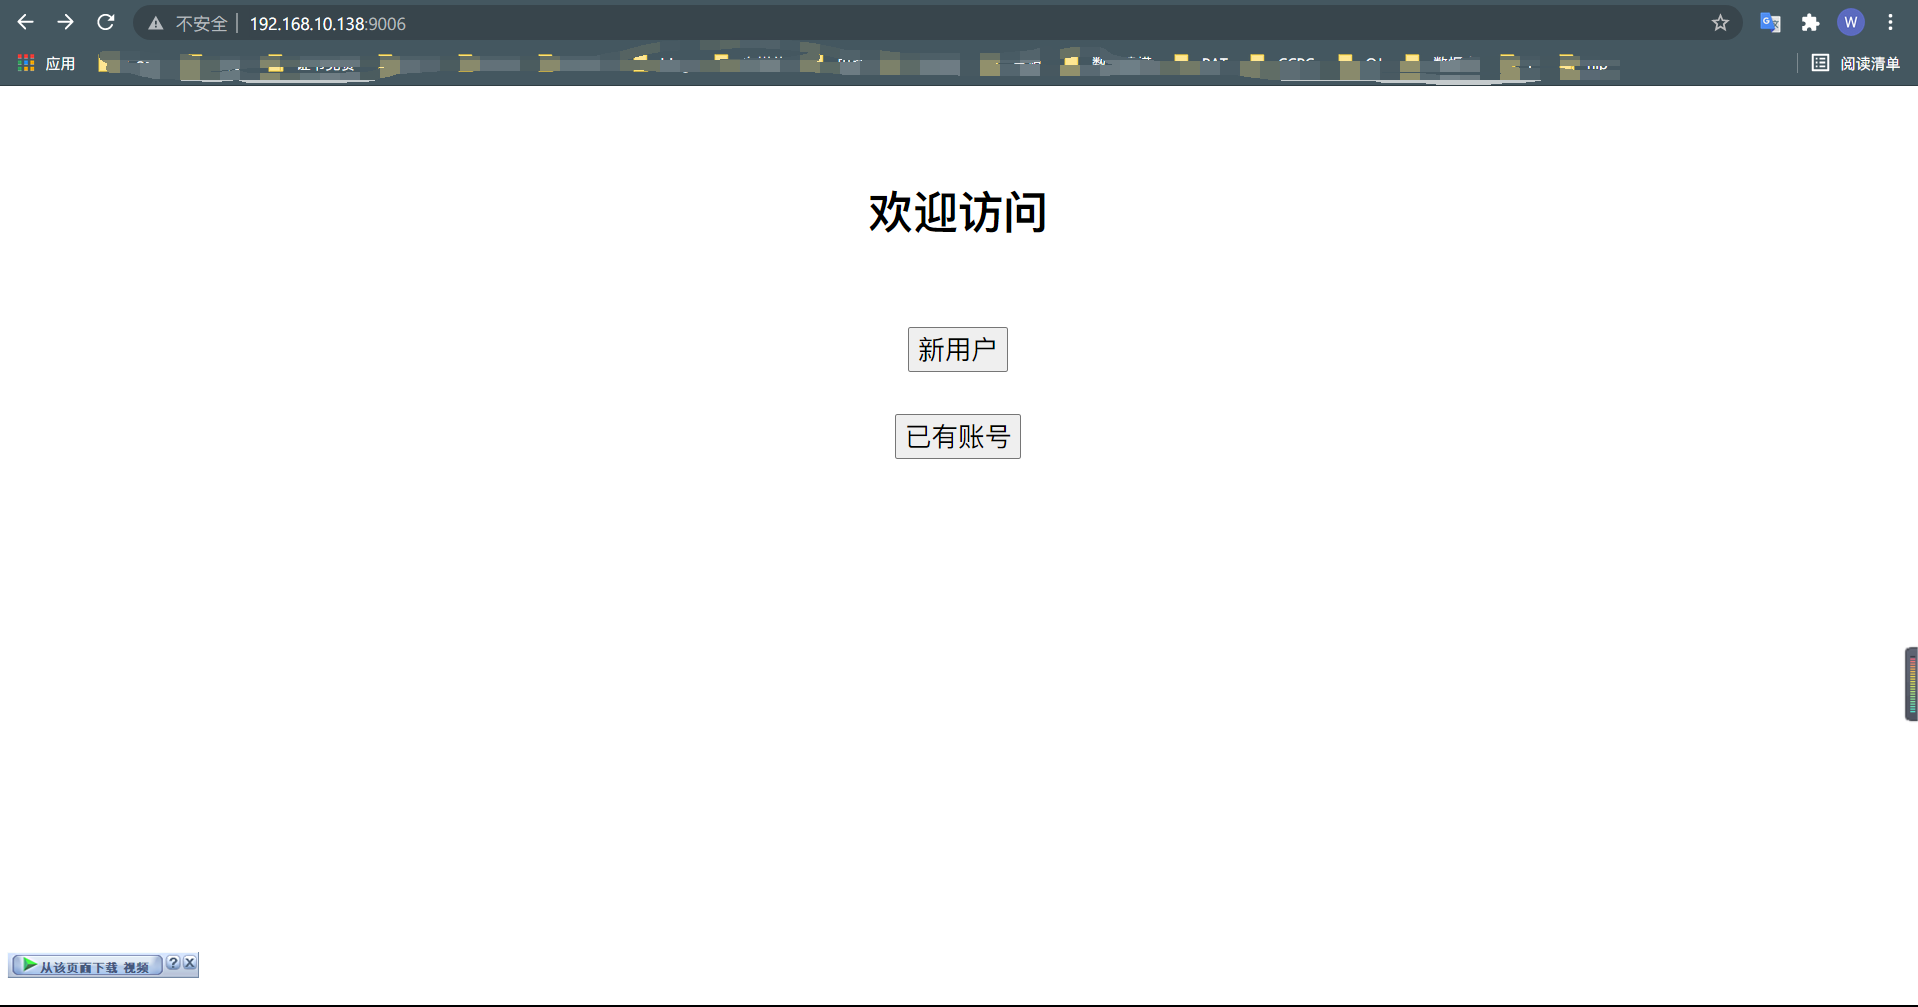 不安全 192.168.10.138:9006
W
应用
阅读清单
欢迎访问
新用户
已有账号
从该页面下载 视频 ? X